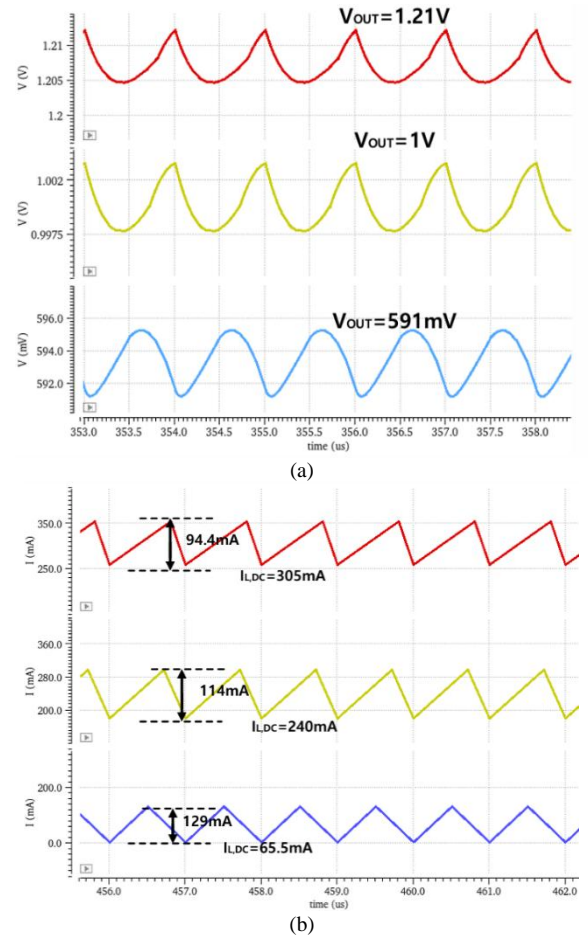 VOUT=1.21V
1.21
1.205
1.2
V (V)
VOUT=1V
1.002
0.9975
V (V)
VOUT=591mV
596.0
594.0
592.0
V (mV)
353.0 353.5 354.0 354.5 355.0 355.5 356.0 356.5 357.0 357.5 358.0
time (us)
(a)
350.0
250.0
I (mA)
94.4mA
IL,DC=305mA
360.0
280.0
200.0
I (mA)
114mA
IL,DC=240mA
200.0
0.0
I (mA)
129mA
IL,DC=65.5mA
456.0 457.0 458.0 459.0 460.0 461.0 462.0
time (us)
(b)